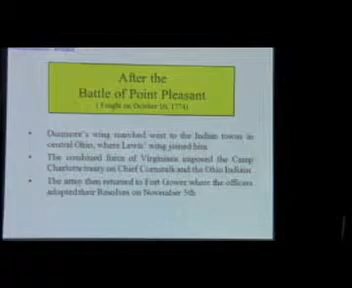 After the
Battle of Point Pleasant
( Fought on October 10, 1774)
• Dunmore's wing marched west to the Indian towns in
central Ohio, where Lewis' wing joined him
• The combined force of Virginians imposed the Camp
Charlotte treaty on Chief Cornstalk and the Ohio Indians
• The army then returned to Fort Gower where the officers
adopted their Resolves on November 5th